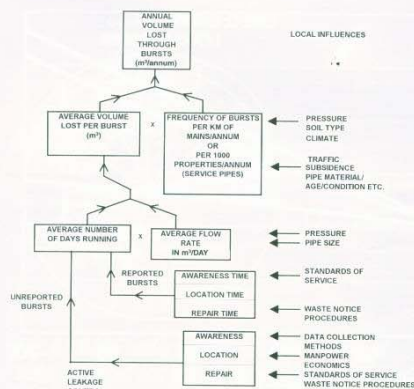 ANNUAL
VOLUME
LOST
THROUGH
BURSTS
(m³/annum)
LOCAL INFLUENCES
AVERAGE VOLUME
LOST PER BURST
(m³)
x
FREQUENCY OF BURSTS
PER KM OF
MAINS/ANNUM
OR
PER 1000
PROPERTIES/ANNUM
(SERVICE PIPES)
PRESSURE
SOIL TYPE
CLIMATE
TRAFFIC
SUBSIDENCE
PIPE MATERIAL/
AGE/CONDITION ETC.
AVERAGE NUMBER
OF DAYS RUNNING
x
AVERAGE FLOW
RATE
IN m³/DAY
PRESSURE
PIPE SIZE
REPORTED
BURSTS
UNREPORTED
BURSTS
AWARENESS TIME
LOCATION TIME
REPAIR TIME
STANDARDS OF
SERVICE
WASTE NOTICE
PROCEDURES
AWARENESS
LOCATION
REPAIR
DATA COLLECTION
METHODS
MANPOWER
ECONOMICS
STANDARDS OF SERVICE
WASTE NOTICE PROCEDURES
ACTIVE
LEAKAGE